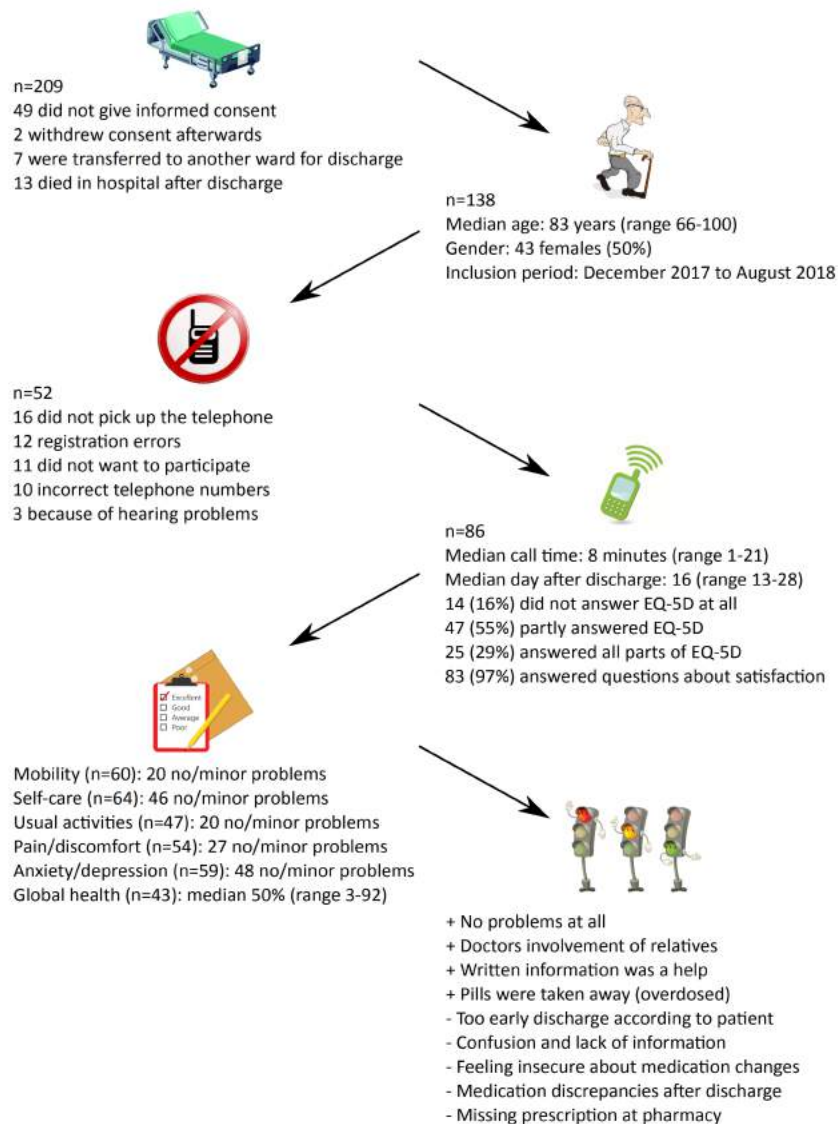 n=209
49 did not give informed consent
2 withdrew consent afterwards
7 were transferred to another ward for discharge
13 died in hospital after discharge
n=138
Median age: 83 years (range 66-100)
Gender: 43 females (50%)
Inclusion period: December 2017 to August 2018
n=52
16 did not pick up the telephone
12 registration errors
11 did not want to participate
10 incorrect telephone numbers
3 because of hearing problems
n=86
Median call time: 8 minutes (range 1-21)
Median day after discharge: 16 (range 13-28)
14 (16%) did not answer EQ-5D at all
47 (55%) partly answered EQ-5D
25 (29%) answered all parts of EQ-5D
83 (97%) answered questions about satisfaction
Excellent
Good
Average
Poor
Mobility (n=60): 20 no/minor problems
Self-care (n=64): 46 no/minor problems
Usual activities (n=47): 20 no/minor problems
Pain/discomfort (n=54): 27 no/minor problems
Anxiety/depression (n=59): 48 no/minor problems
Global health (n=43): median 50% (range 3-92)
+ No problems at all
+ Doctors involvement of relatives
+ Written information was a help
+ Pills were taken away (overdosed)
- Too early discharge according to patient
- Confusion and lack of information
- Feeling insecure about medication changes
- Medication discrepancies after discharge
- Missing prescription at pharmacy